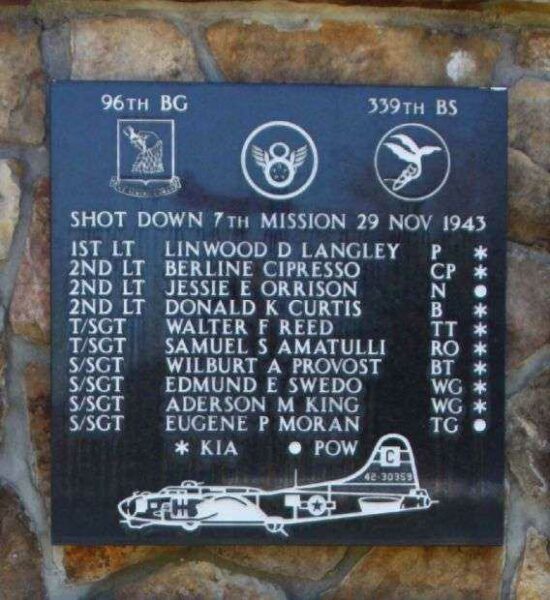 96TH BG 339TH BS
SHOT DOWN 7TH MISSION 29 NOV 1943
1ST LT LINWOOD D LANGLEY P *
2ND LT BERLINE CIPRESSO CP *
2ND LT JESSIE E ORRISON N ●
2ND LT DONALD K CURTIS B *
T/SGT WALTER F REED TT *
T/SGT SAMUEL S AMATULLI RO *
S/SGT WILBURT A PROVOST BT *
S/SGT EDMUND E SWEDO WG *
S/SGT ADERSON M KING WG *
S/SGT EUGENE P MORAN TG ●
* KIA ● POW
C
42-30359